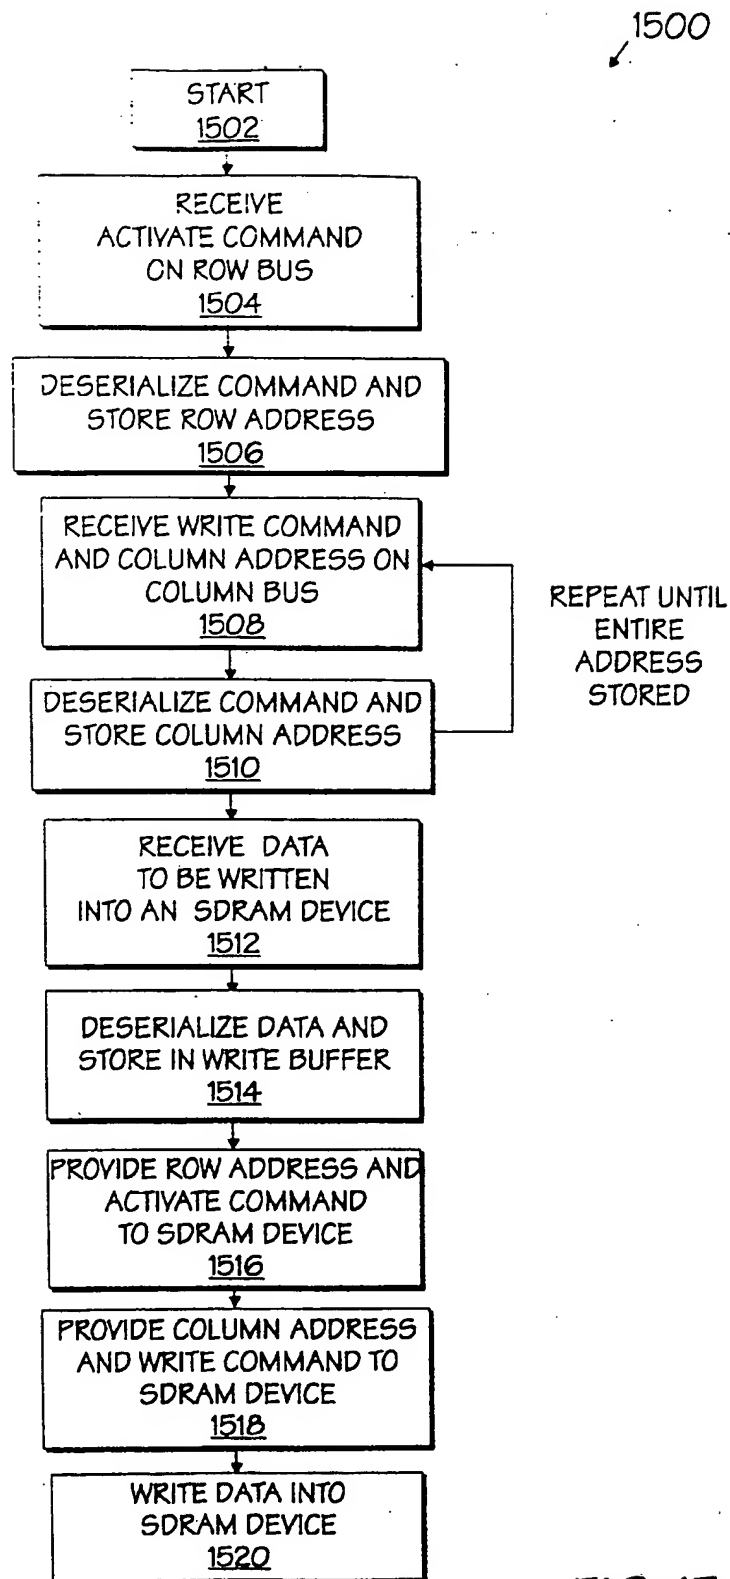 1500
START
1502
RECEIVE
ACTIVATE COMMAND
ON ROW BUS
1504
DESERIALIZE COMMAND AND
STORE ROW ADDRESS
1506
RECEIVE WRITE COMMAND
AND COLUMN ADDRESS ON
COLUMN BUS
1508
REPEAT UNTIL
ENTIRE
ADDRESS
STORED
DESERIALIZE COMMAND AND
STORE COLUMN ADDRESS
1510
RECEIVE DATA
TO BE WRITTEN
INTO AN SDRAM DEVICE
1512
DESERIALIZE DATA AND
STORE IN WRITE BUFFER
1514
PROVIDE ROW ADDRESS AND
ACTIVATE COMMAND
TO SDRAM DEVICE
1516
PROVIDE COLUMN ADDRESS
AND WRITE COMMAND TO
SDRAM DEVICE
1518
WRITE DATA INTO
SDRAM DEVICE
1520